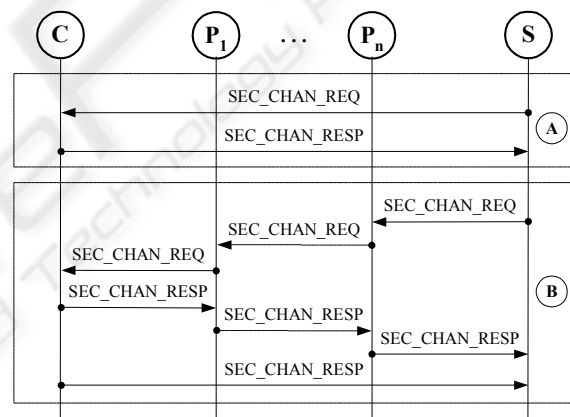 C P1 ... Pn S
SEC_CHAN_REQ
A
SEC_CHAN_RESP
SEC_CHAN_REQ
SEC_CHAN_REQ
SEC_CHAN_REQ
SEC_CHAN_RESP
B
SEC_CHAN_RESP
SEC_CHAN_RESP
SEC_CHAN_RESP